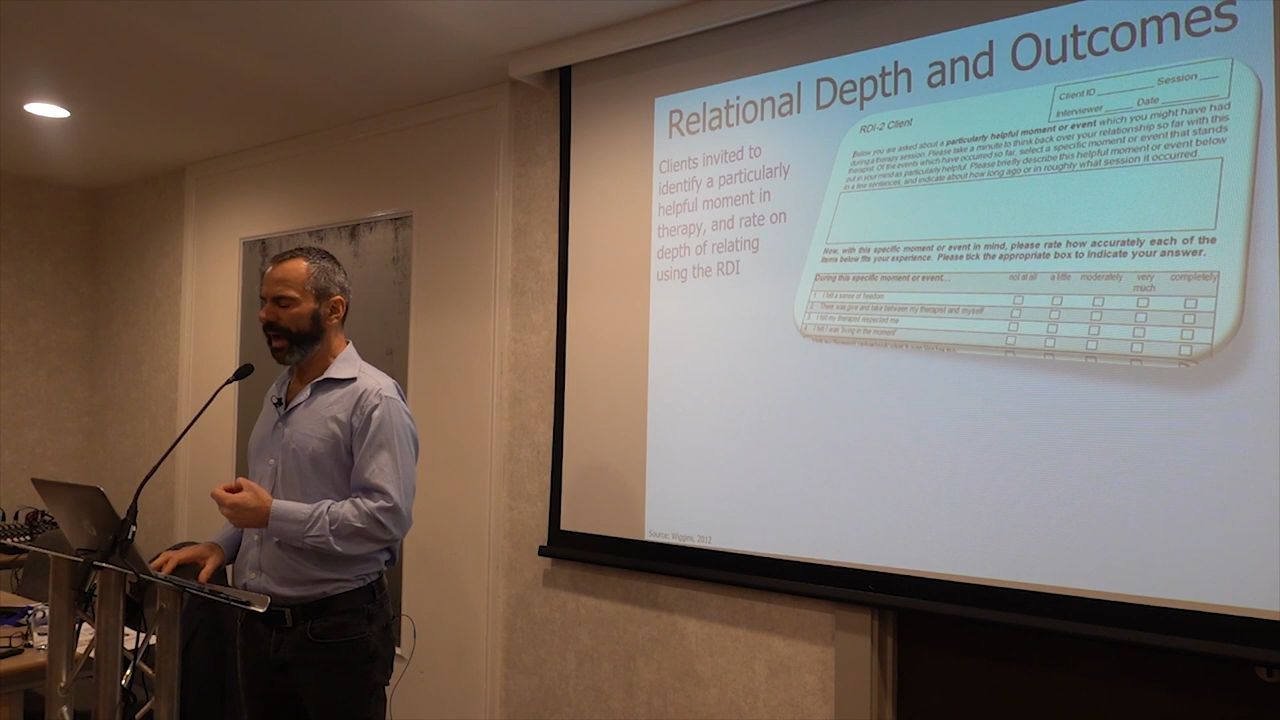 Relational Depth and Outcomes
Clients invited to
identify a particularly
helpful moment in
therapy, and rate on
depth of relating
using the RDI
Client ID ________ Session ___
Interviewer _____ Date ________
RDI-2 Client
Below you are asked about a particularly helpful moment or event which you might have had
during a therapy session. Please take a minute to think back over your relationship so far with this
therapist. Of the events which have occurred so far, select a specific moment or event that stands
out in your mind as particularly helpful. Please briefly describe this helpful moment or event below
in a few sentences, and indicate about how long ago or in roughly what session it occurred.
Now, with this specific moment or event in mind, please rate how accurately each of the
items below fits your experience. Please tick the appropriate box to indicate your answer.
During this specific moment or event... not at all a little moderately very much completely
1. I felt a sense of freedom
2. There was give and take between my therapist and myself
3. I felt my therapist respected me
4. I felt I was 'living in the moment'
Source: Wiggins, 2012